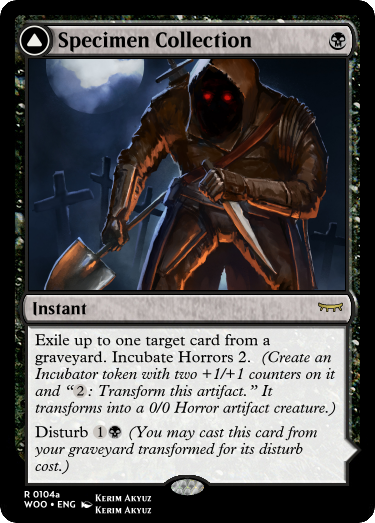 Specimen Collection
Instant
Exile up to one target card from a
graveyard. Incubate Horrors 2. (Create an
Incubator token with two +1/+1 counters on it
and “2: Transform this artifact.” It
transforms into a 0/0 Horror artifact creature.)
Disturb 1 (You may cast this card from
your graveyard transformed for its disturb
cost.)
R 0104a
WOO • ENG Kerim Akyuz
Kerim Akyuz